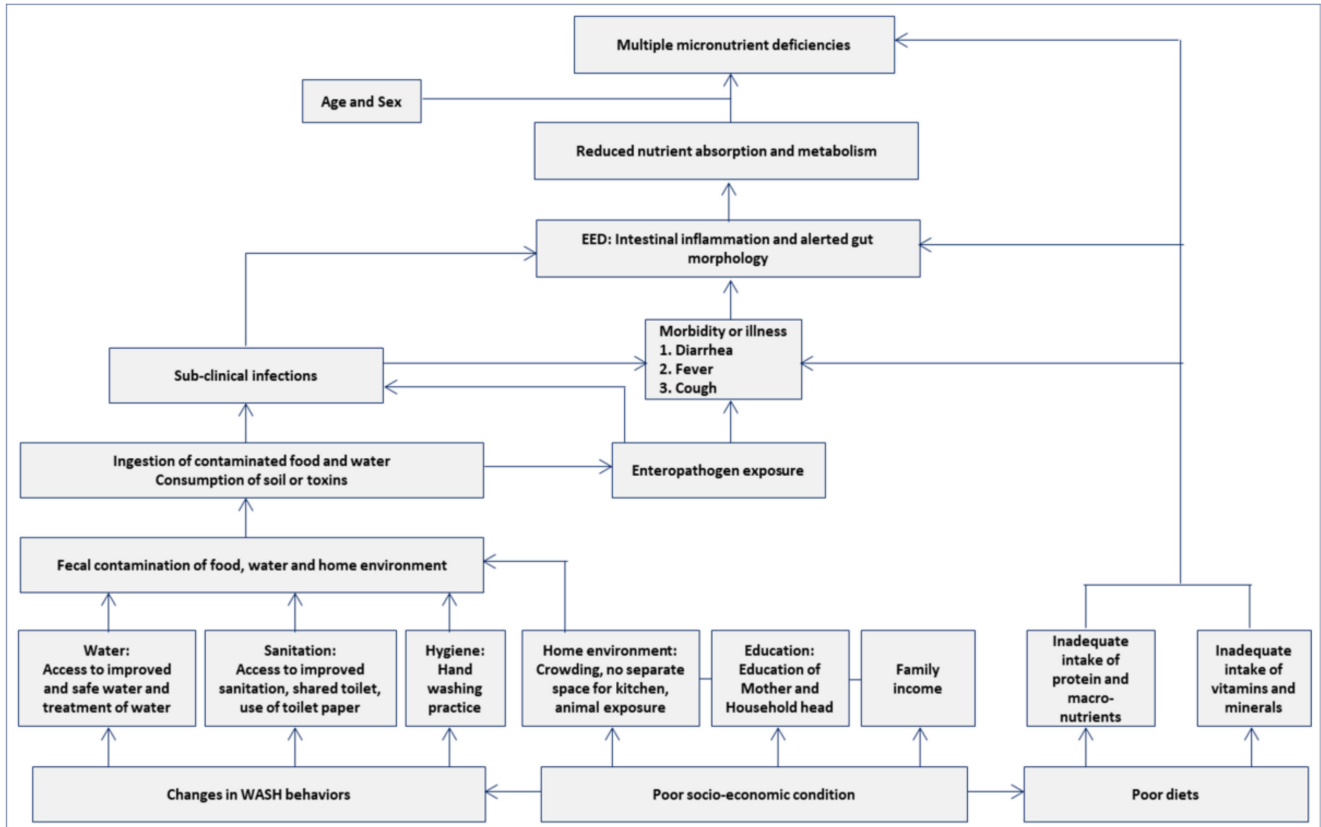 Multiple micronutrient deficiencies
Age and Sex
Reduced nutrient absorption and metabolism
EED: Intestinal inflammation and alerted gut
morphology
Morbidity or illness
1. Diarrhea
2. Fever
3. Cough
Sub-clinical infections
Ingestion of contaminated food and water
Consumption of soil or toxins
Enteropathogen exposure
Fecal contamination of food, water and home environment
Water:
Access to improved
and safe water and
treatment of water
Sanitation:
Access to improved
sanitation, shared toilet,
use of toilet paper
Hygiene:
Hand
washing
practice
Home environment:
Crowding, no separate
space for kitchen,
animal exposure
Education:
Education of
Mother and
Household head
Family
income
Inadequate
intake of
protein and
macro-
nutrients
Inadequate
intake of
vitamins and
minerals
Changes in WASH behaviors
Poor socio-economic condition
Poor diets